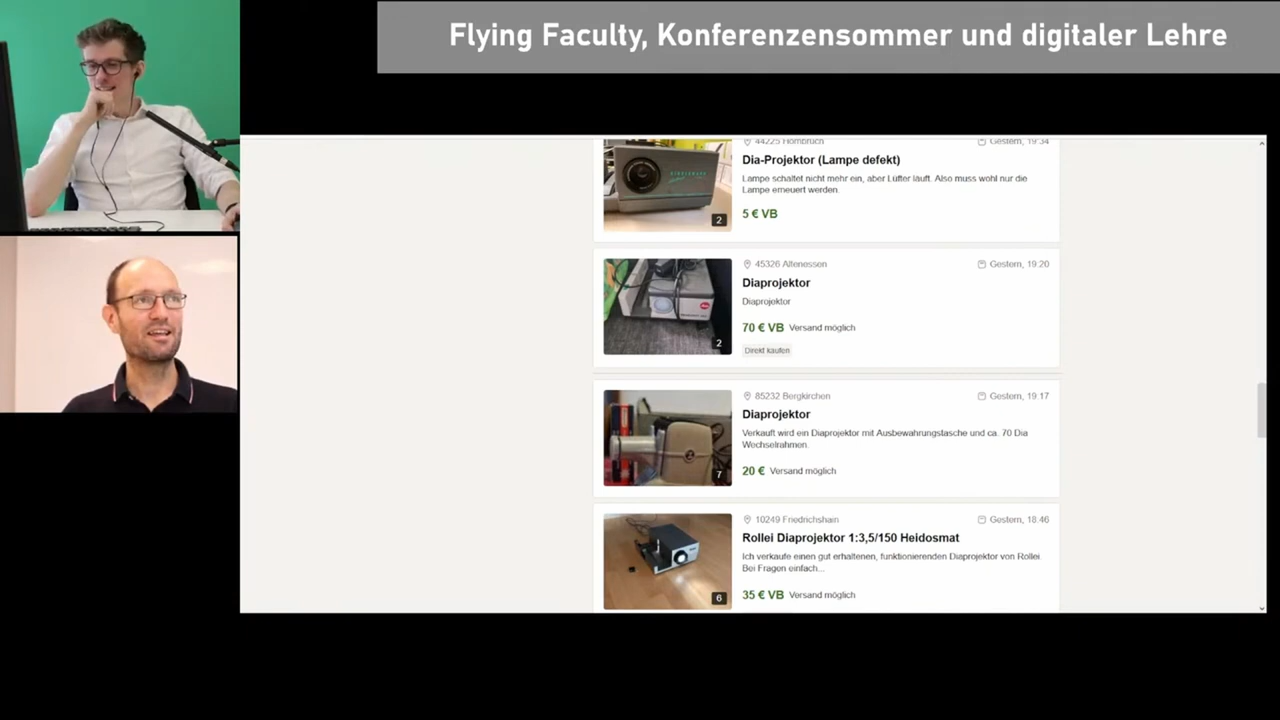 Flying Faculty, Konferenzensommer und digitaler Lehre
44225 Hombruch
Gestern, 19:34
Dia-Projektor (Lampe defekt)
Lampe schaltet nicht mehr ein, aber Lüfter läuft. Also muss wohl nur die
Lampe erneuert werden.
5 € VB
2
45326 Altenessen
Gestern, 19:20
Diaprojektor
Diaprojektor
70 € VB Versand möglich
2
Direkt kaufen
85232 Bergkirchen
Gestern, 19:17
Diaprojektor
Verkauft wird ein Diaprojektor mit Ausbewahrungstasche und ca. 70 Dia
Wechselrahmen.
20 € Versand möglich
7
10249 Friedrichshain
Gestern, 18:46
Rollei Diaprojektor 1:3,5/150 Heidosmat
Ich verkaufe einen gut erhaltenen, funktionierenden Diaprojektor von Rollei.
Bei Fragen einfach...
35 € VB Versand möglich
6